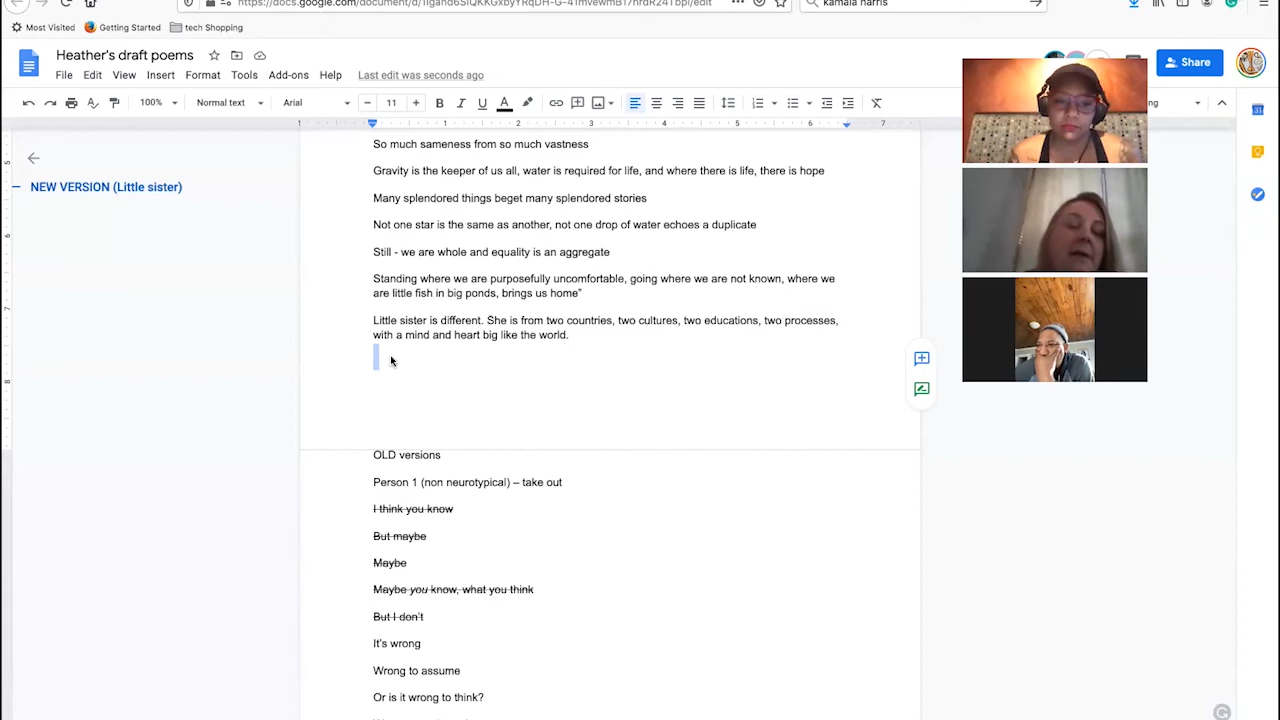 kamala harris
Most Visited Getting Started tech Shopping
Heather's draft poems
Share
File Edit View Insert Format Tools Add-ons Help Last edit was seconds ago
100% Normal text Arial 11 B I U A
1 1 2 3 4 5 6 7
So much sameness from so much vastness
Gravity is the keeper of us all, water is required for life, and where there is life, there is hope
NEW VERSION (Little sister)
Many splendored things beget many splendored stories
Not one star is the same as another, not one drop of water echoes a duplicate
Still - we are whole and equality is an aggregate
Standing where we are purposefully uncomfortable, going where we are not known, where we
are little fish in big ponds, brings us home”
Little sister is different. She is from two countries, two cultures, two educations, two processes,
with a mind and heart big like the world.
OLD versions
Person 1 (non neurotypical) – take out
I think you know
But maybe
Maybe
Maybe you know, what you think
But I don't
It's wrong
Wrong to assume
Or is it wrong to think?